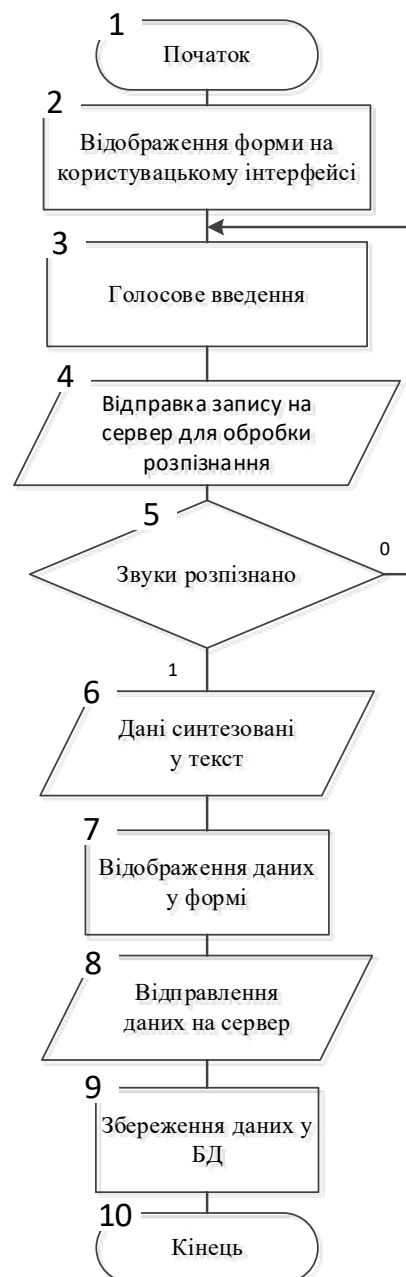 1
Початок
2
Відображення форми на
користувацькому інтерфейсі
3
Голосове введення
4
Відправка запису на
сервер для обробки
розпізнання
5
Звуки розпізнано
0
1
6
Дані синтезовані
у текст
7
Відображення даних
у формі
8
Відправлення
даних на сервер
9
Збереження даних у
БД
10
Кінець